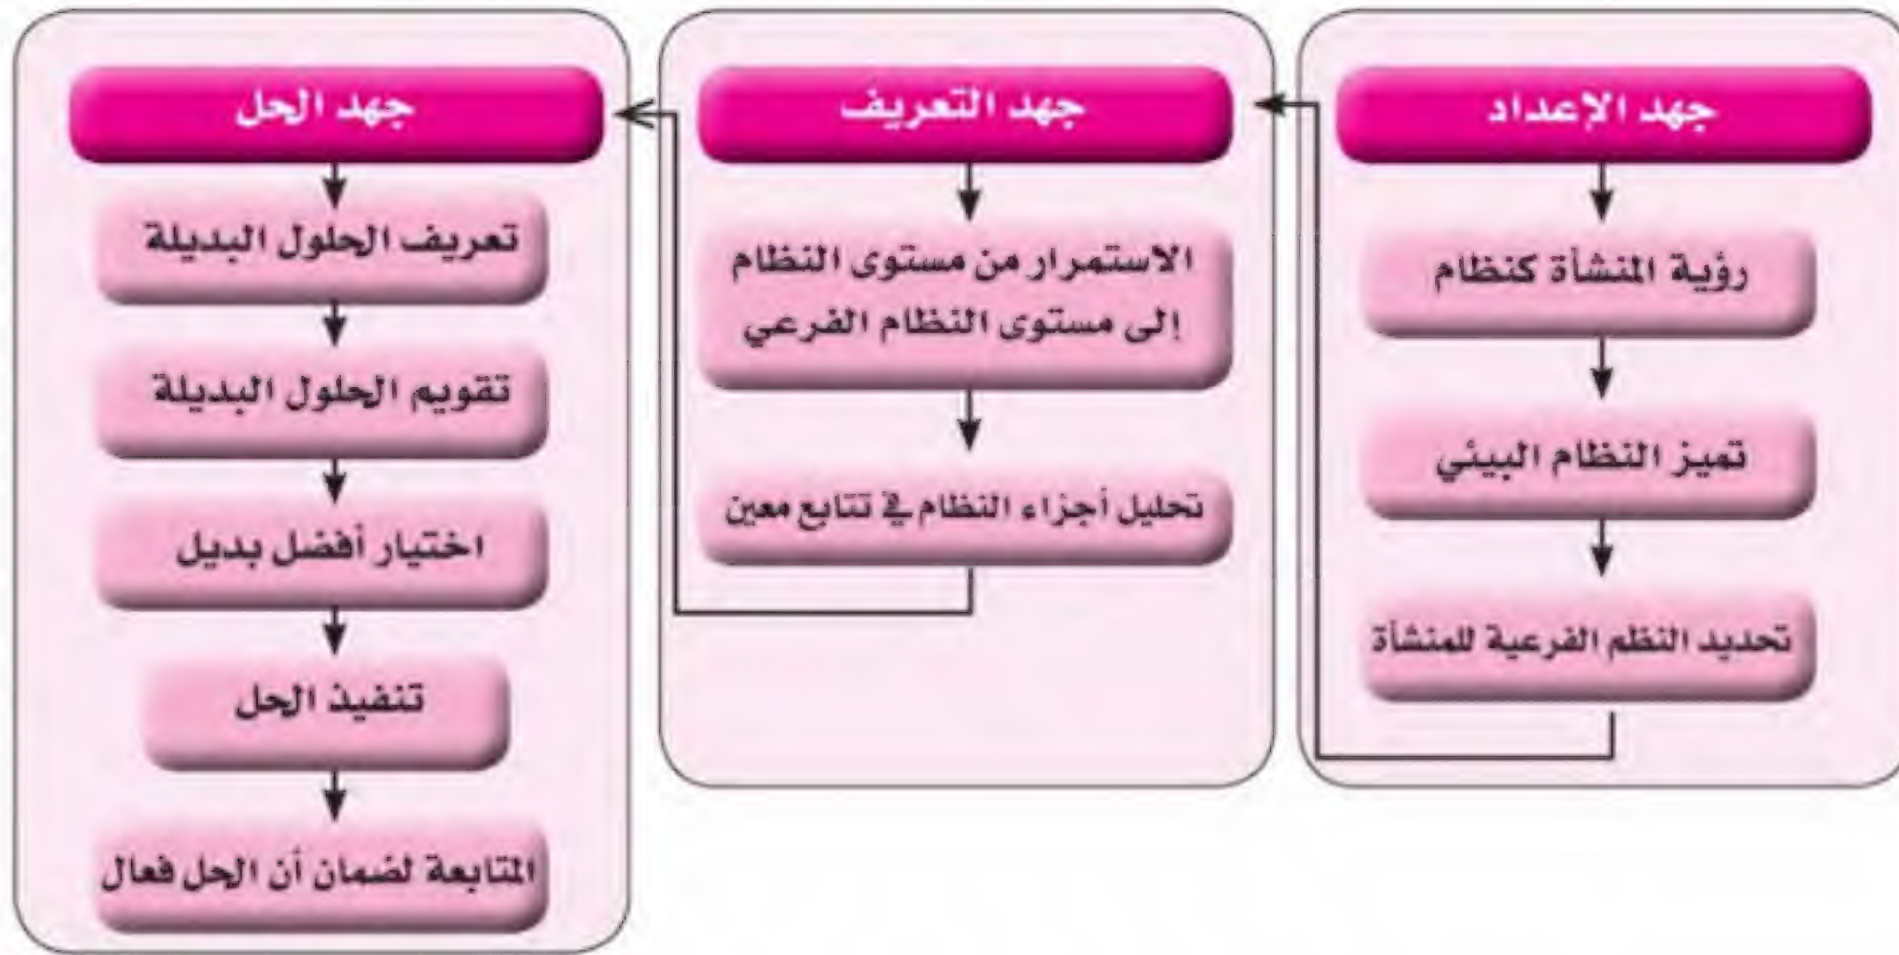 جهد الإعداد
رؤية المنشأة كنظام
تميز النظام البيئي
تحديد النظم الفرعية للمنشأة
جهد التعريف
الاستمرار من مستوى النظام
إلى مستوى النظام الفرعي
تحليل أجزاء النظام في تتابع معين
جهد الحل
تعريف الحلول البديلة
تقويم الحلول البديلة
اختيار أفضل بديل
تنفيذ الحل
المتابعة لضمان أن الحل فعال